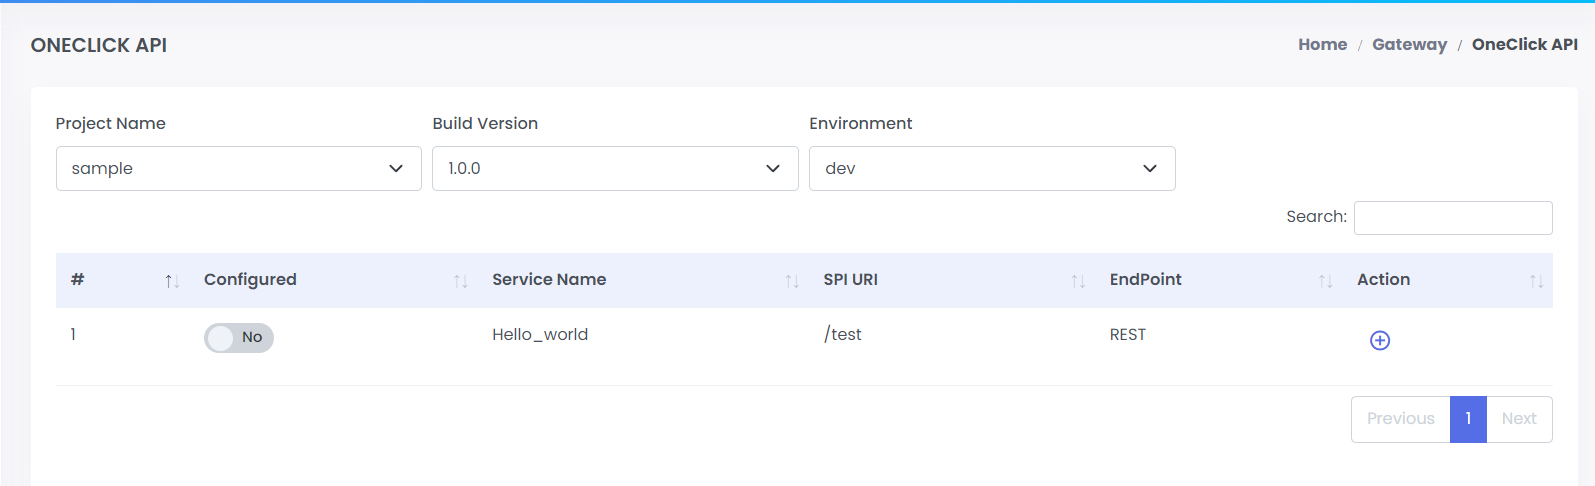 ONECLICK API
Home / Gateway / OneClick API
Project Name Build Version Environment
sample 1.0.0 dev
Search:
# Configured Service Name SPI URI EndPoint Action
1 No Hello_world /test REST
Previous 1 Next